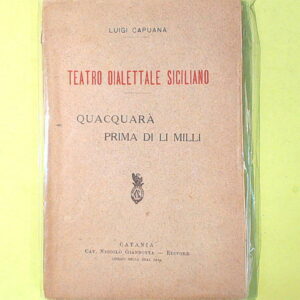 LUIGI CAPUANA
TEATRO DIALETTALE SICILIANO
QUACQUARÀ
PRIMA DI LI MILLI
CATANIA
CAV. NICCOLÒ GIANNOTTA — EDITORE